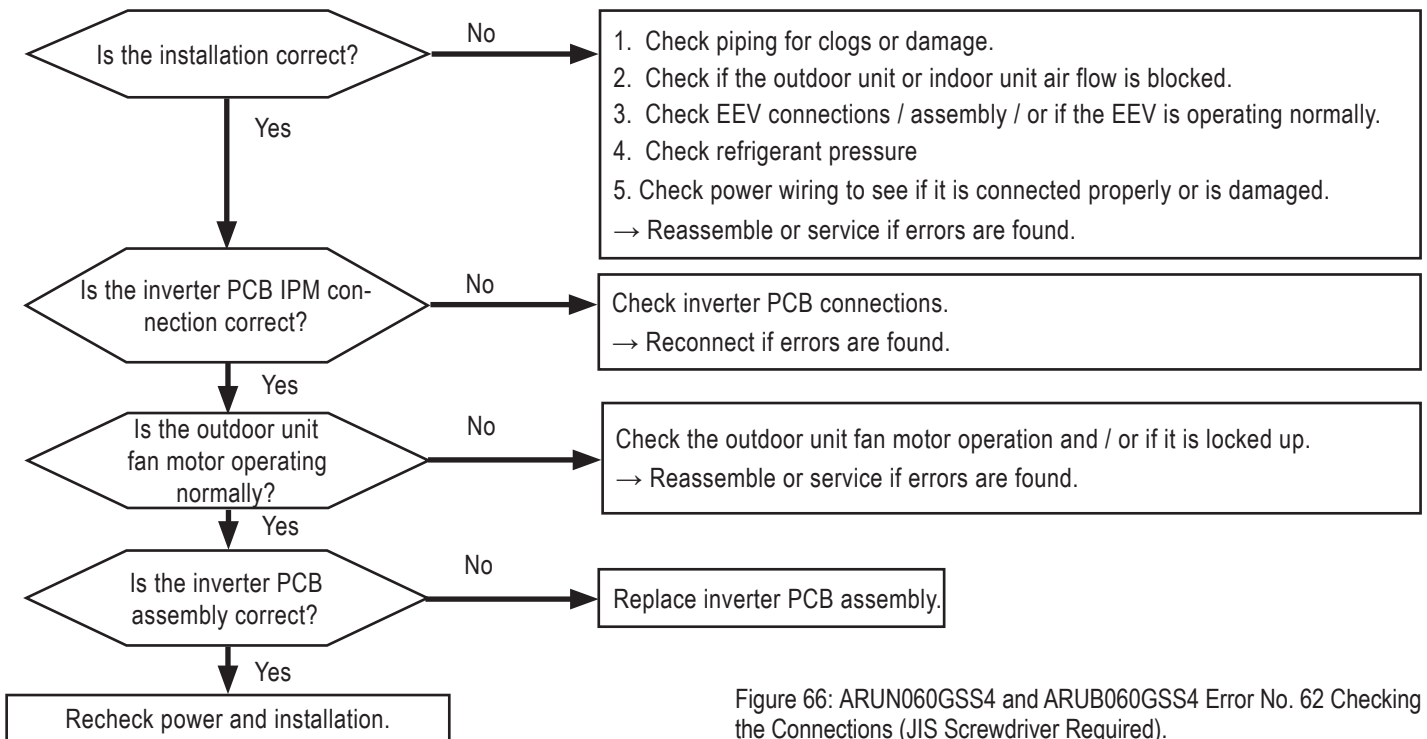 Is the installation correct?
No
1. Check piping for clogs or damage.
2. Check if the outdoor unit or indoor unit air flow is blocked.
3. Check EEV connections / assembly / or if the EEV is operating normally.
4. Check refrigerant pressure
5. Check power wiring to see if it is connected properly or is damaged.
→ Reassemble or service if errors are found.
Yes
Is the inverter PCB IPM con-
nection correct?
No
Check inverter PCB connections.
→ Reconnect if errors are found.
Yes
Is the outdoor unit
fan motor operating
normally?
No
Check the outdoor unit fan motor operation and / or if it is locked up.
→ Reassemble or service if errors are found.
Yes
Is the inverter PCB
assembly correct?
No
Replace inverter PCB assembly.
Yes
Recheck power and installation.
Figure 66: ARUN060GSS4 and ARUB060GSS4 Error No. 62 Checking
the Connections (JIS Screwdriver Required).